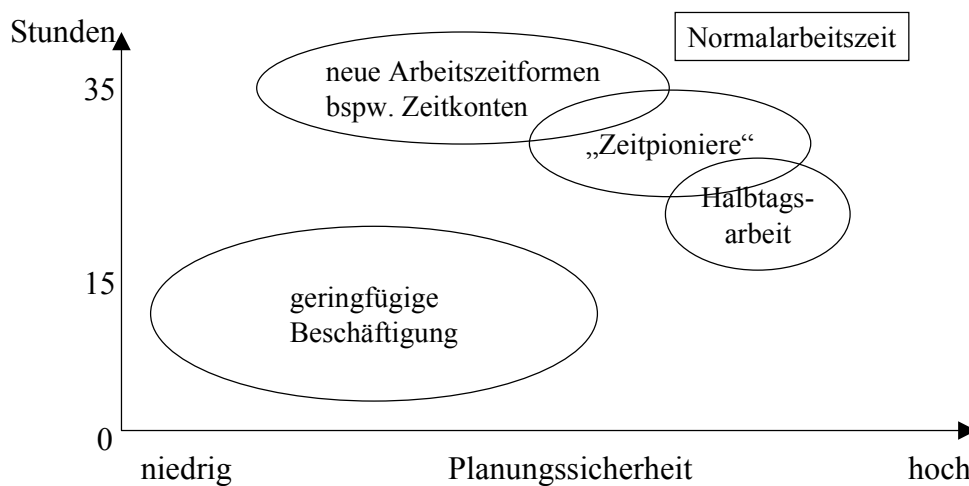 Stunden
Normalarbeitszeit
35
neue Arbeitszeitformen
bspw. Zeitkonten
„Zeitpioniere“
Halbtags-
arbeit
15
geringfügige
Beschäftigung
0
niedrig Planungssicherheit hoch